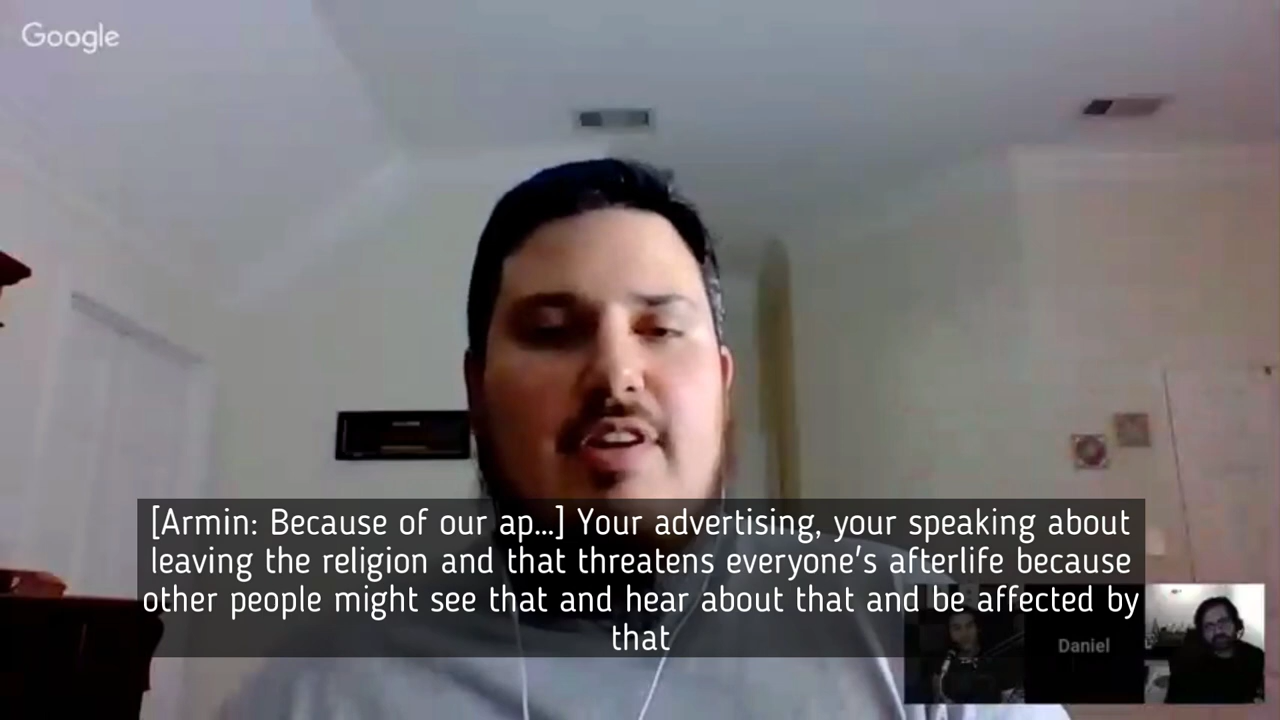 Google
[Armin: Because of our ap...] Your advertising, your speaking about
leaving the religion and that threatens everyone's afterlife because
other people might see that and hear about that and be affected by
that
Daniel